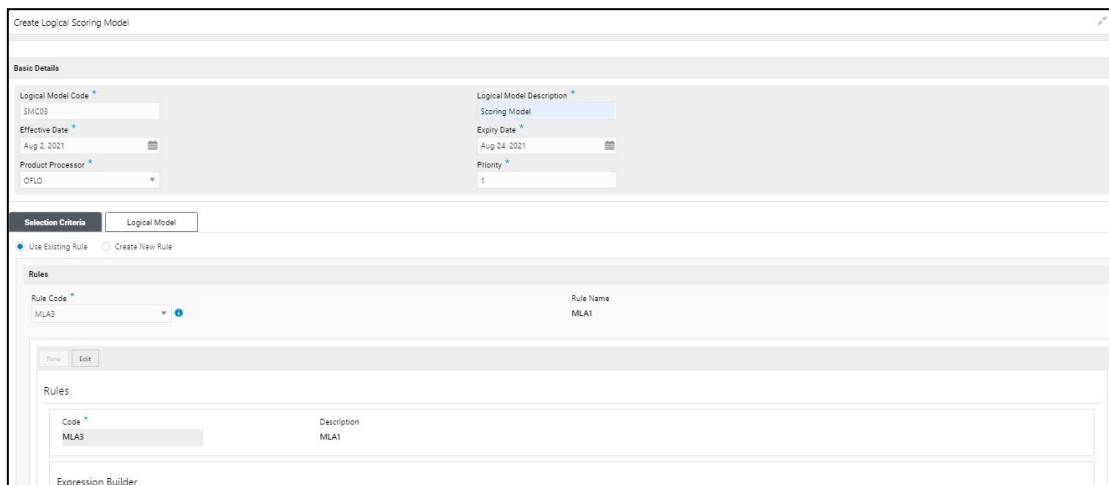 Create Logical Scoring Model
Basic Details
Logical Model Code *
Logical Model Description *
SMC03
Scoring Model
Effective Date *
Expiry Date *
Aug 2, 2021
Aug 24, 2021
Product Processor *
Priority *
OFLO
1
Selection Criteria
Logical Model
Use Existing Rule
Create New Rule
Rules
Rule Code *
Rule Name
MLA3
MLA1
New
Edit
Rules
Code *
Description
MLA3
MLA1
Expression Builder